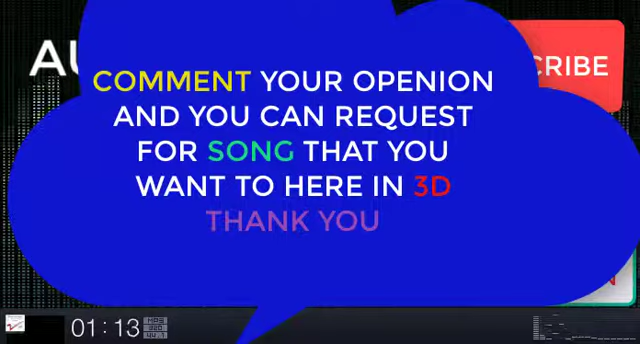 AU
CRIBE
COMMENT YOUR OPENION
AND YOU CAN REQUEST
FOR SONG THAT YOU
WANT TO HERE IN 3D
THANK YOU
N
01:13